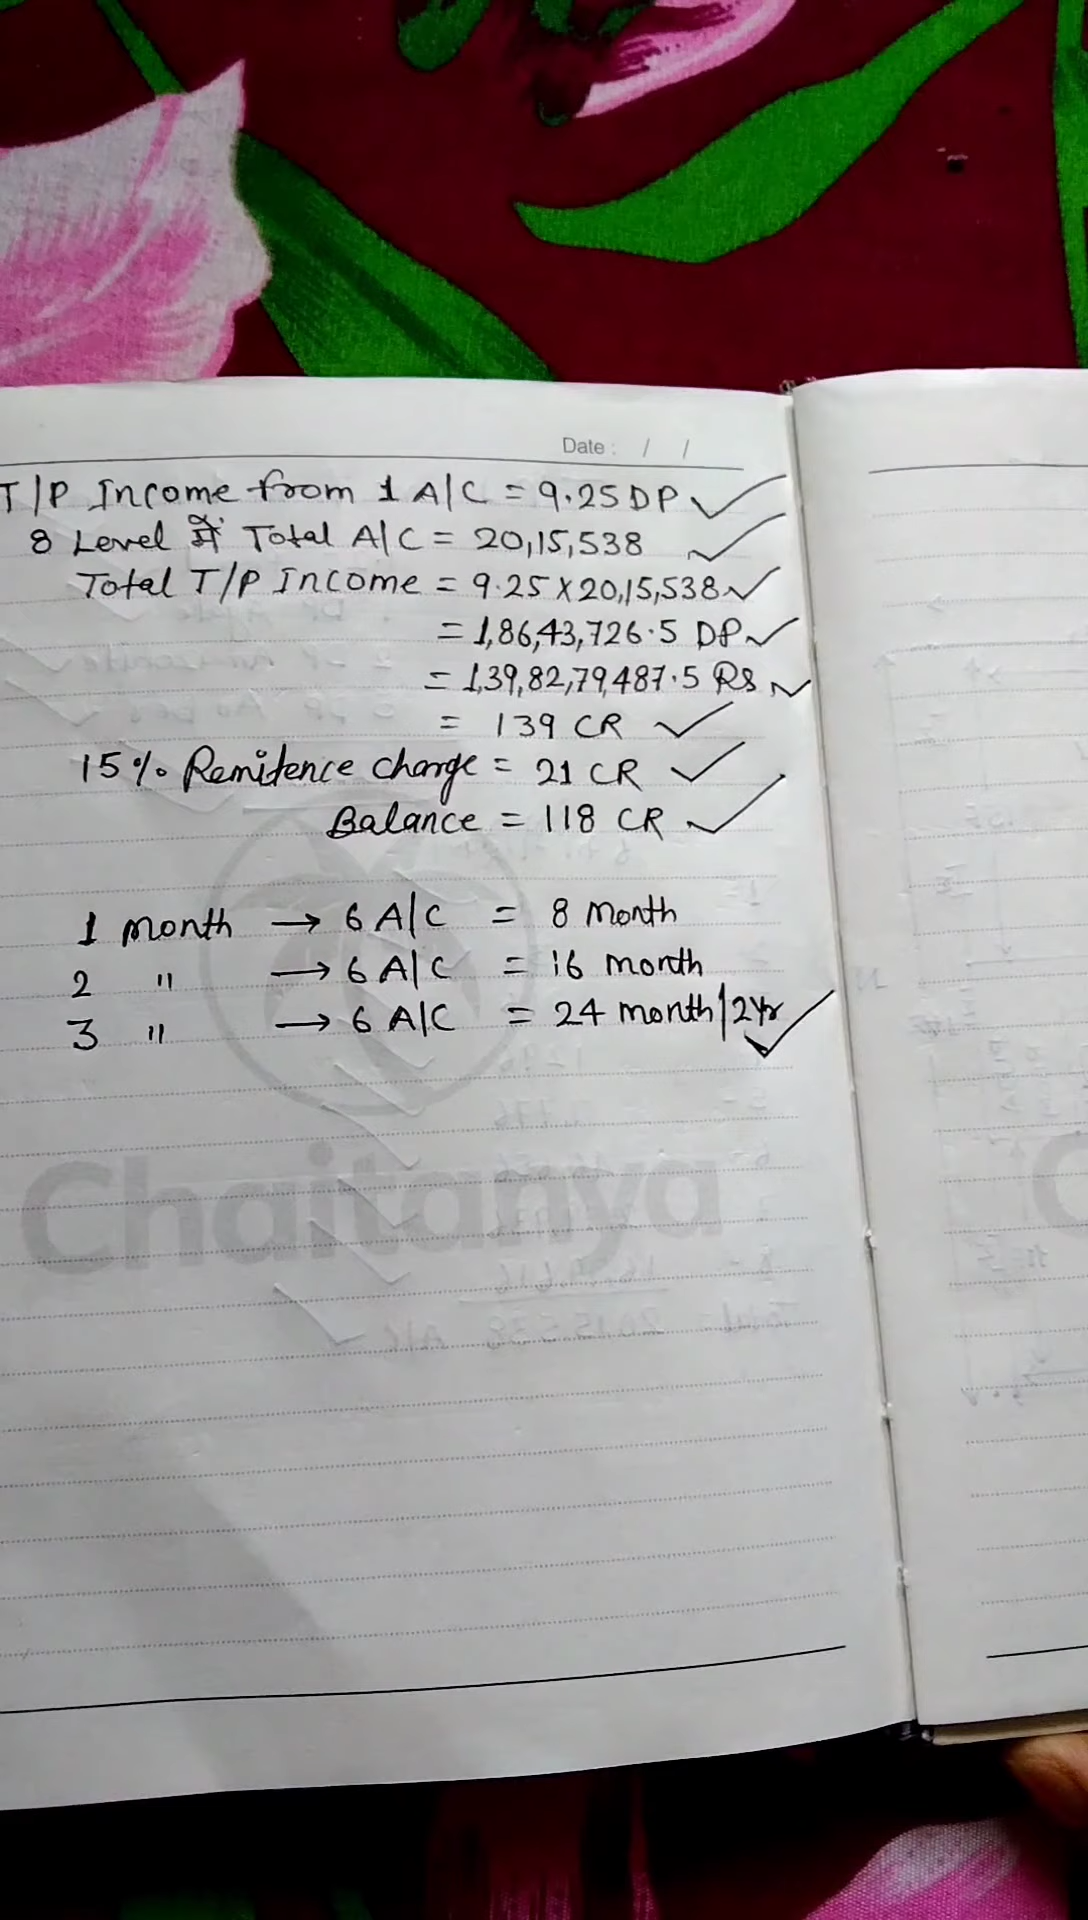 Date: / /
T/P Income from 1 A/C = 9.25 DP
8 Level में Total A/C = 20,15,538
Total T/P Income = 9.25 x 20,15,538
= 1,86,43,726.5 DP
= 1,39,82,79,487.5 Rs
= 139 CR
15% Remitence charge = 21 CR
Balance = 118 CR
1 month → 6 A/C = 8 month
2 " → 6 A/C = 16 month
3 " → 6 A/C = 24 month/2yr
Chaitanya